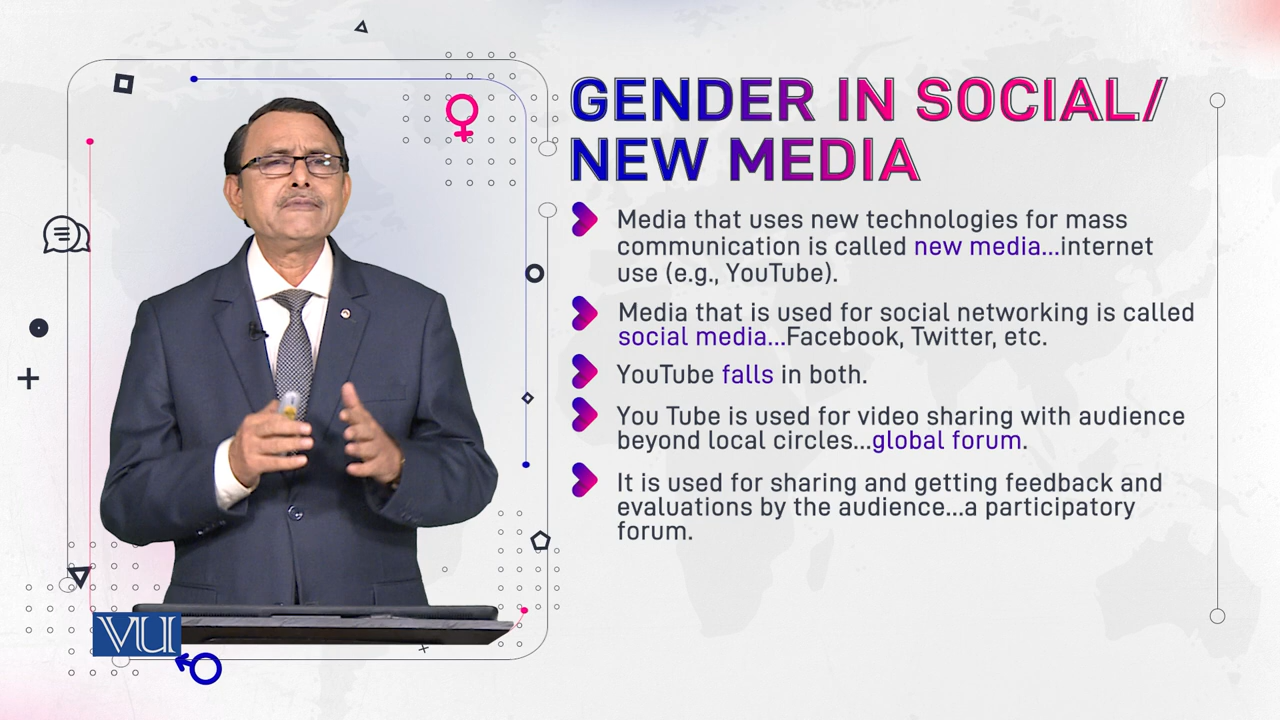 GENDER IN SOCIAL/
NEW MEDIA
Media that uses new technologies for mass
communication is called new media...internet
use (e.g., YouTube).
Media that is used for social networking is called
social media...Facebook, Twitter, etc.
YouTube falls in both.
You Tube is used for video sharing with audience
beyond local circles...global forum.
It is used for sharing and getting feedback and
evaluations by the audience...a participatory
forum.
VU